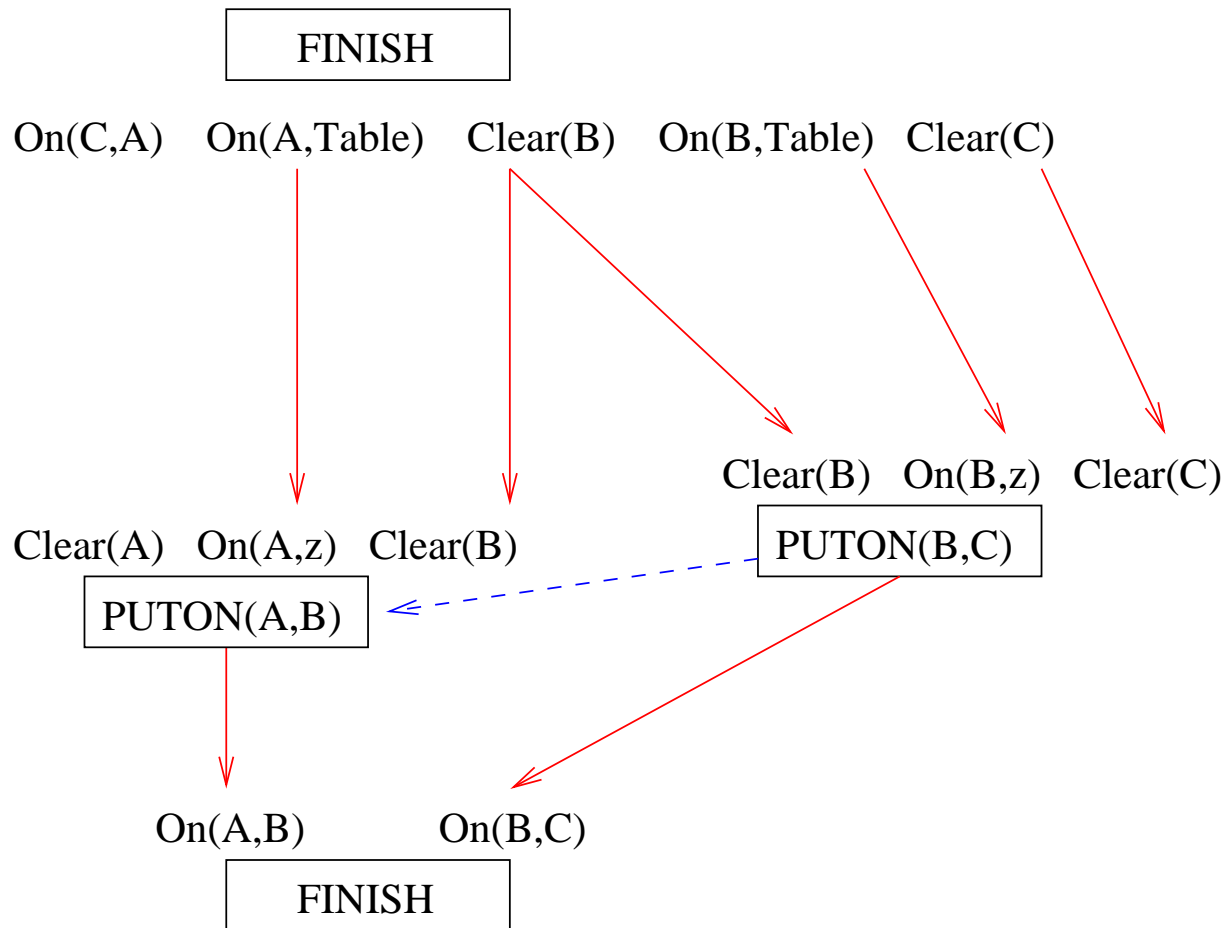 FINISH
On(C,A) On(A,Table) Clear(B) On(B,Table) Clear(C)
Clear(B) On(B,z) Clear(C)
Clear(A) On(A,z) Clear(B)
PUTON(B,C)
PUTON(A,B)
On(A,B) On(B,C)
FINISH